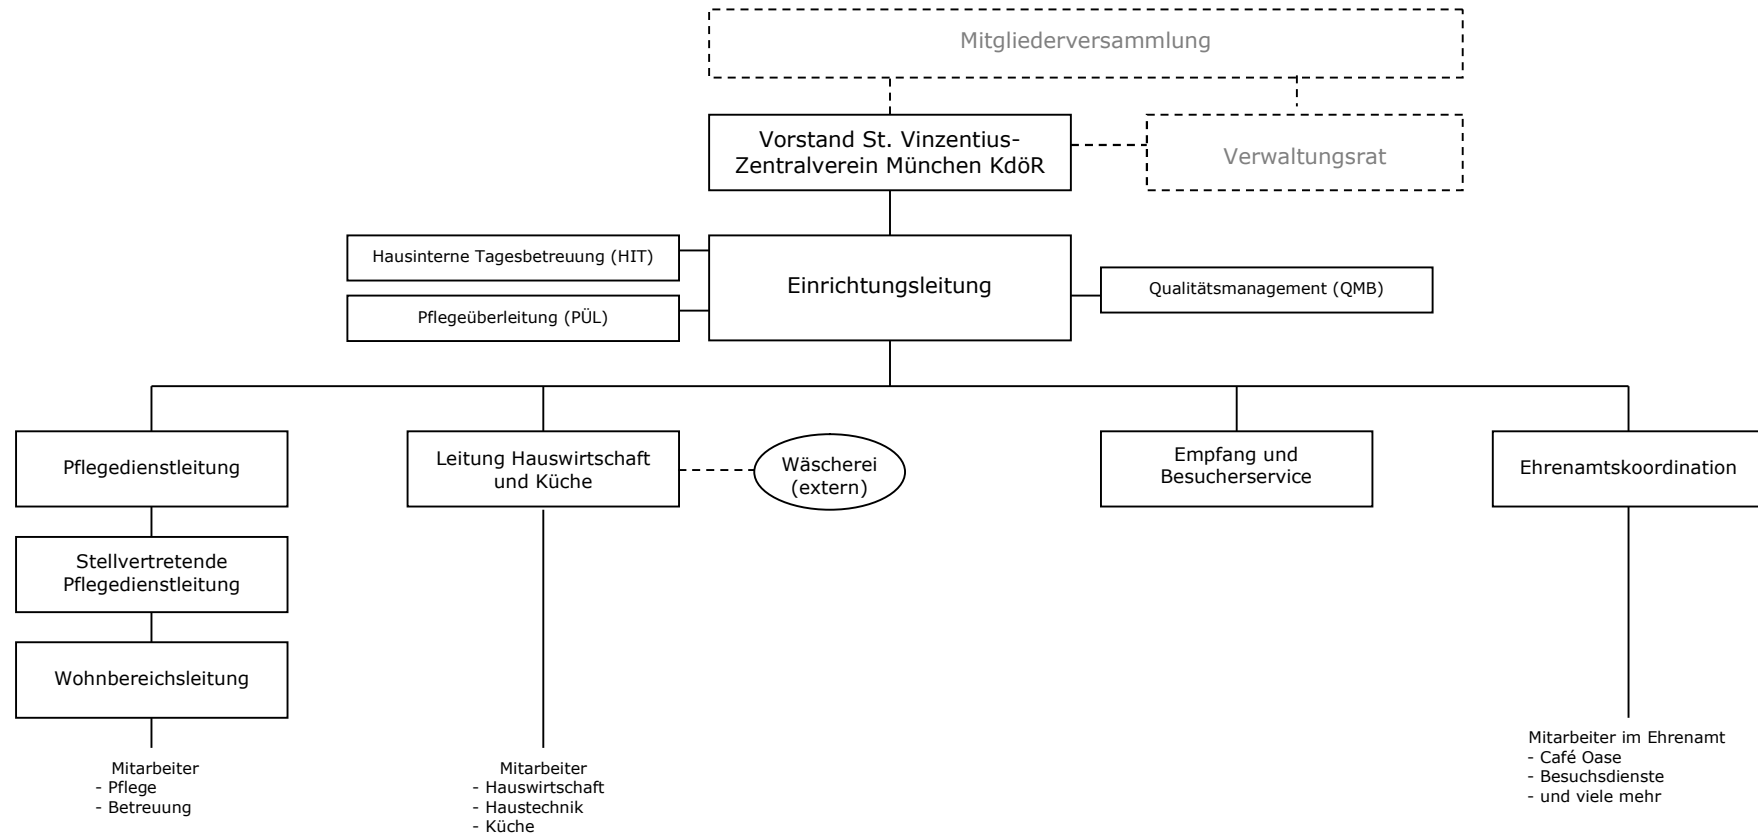 Mitgliederversammlung
Vorstand St. Vinzentius-
Zentralverein München KdöR
Verwaltungsrat
Hausinterne Tagesbetreuung (HIT)
Einrichtungsleitung
Qualitätsmanagement (QMB)
Pflegeüberleitung (PÜL)
Pflegedienstleitung
Leitung Hauswirtschaft
und Küche
Wäscherei
(extern)
Empfang und
Besucherservice
Ehrenamtskoordination
Stellvertretende
Pflegedienstleitung
Wohnbereichsleitung
Mitarbeiter
- Pflege
- Betreuung
Mitarbeiter
- Hauswirtschaft
- Haustechnik
- Küche
Mitarbeiter im Ehrenamt
- Café Oase
- Besuchsdienste
- und viele mehr